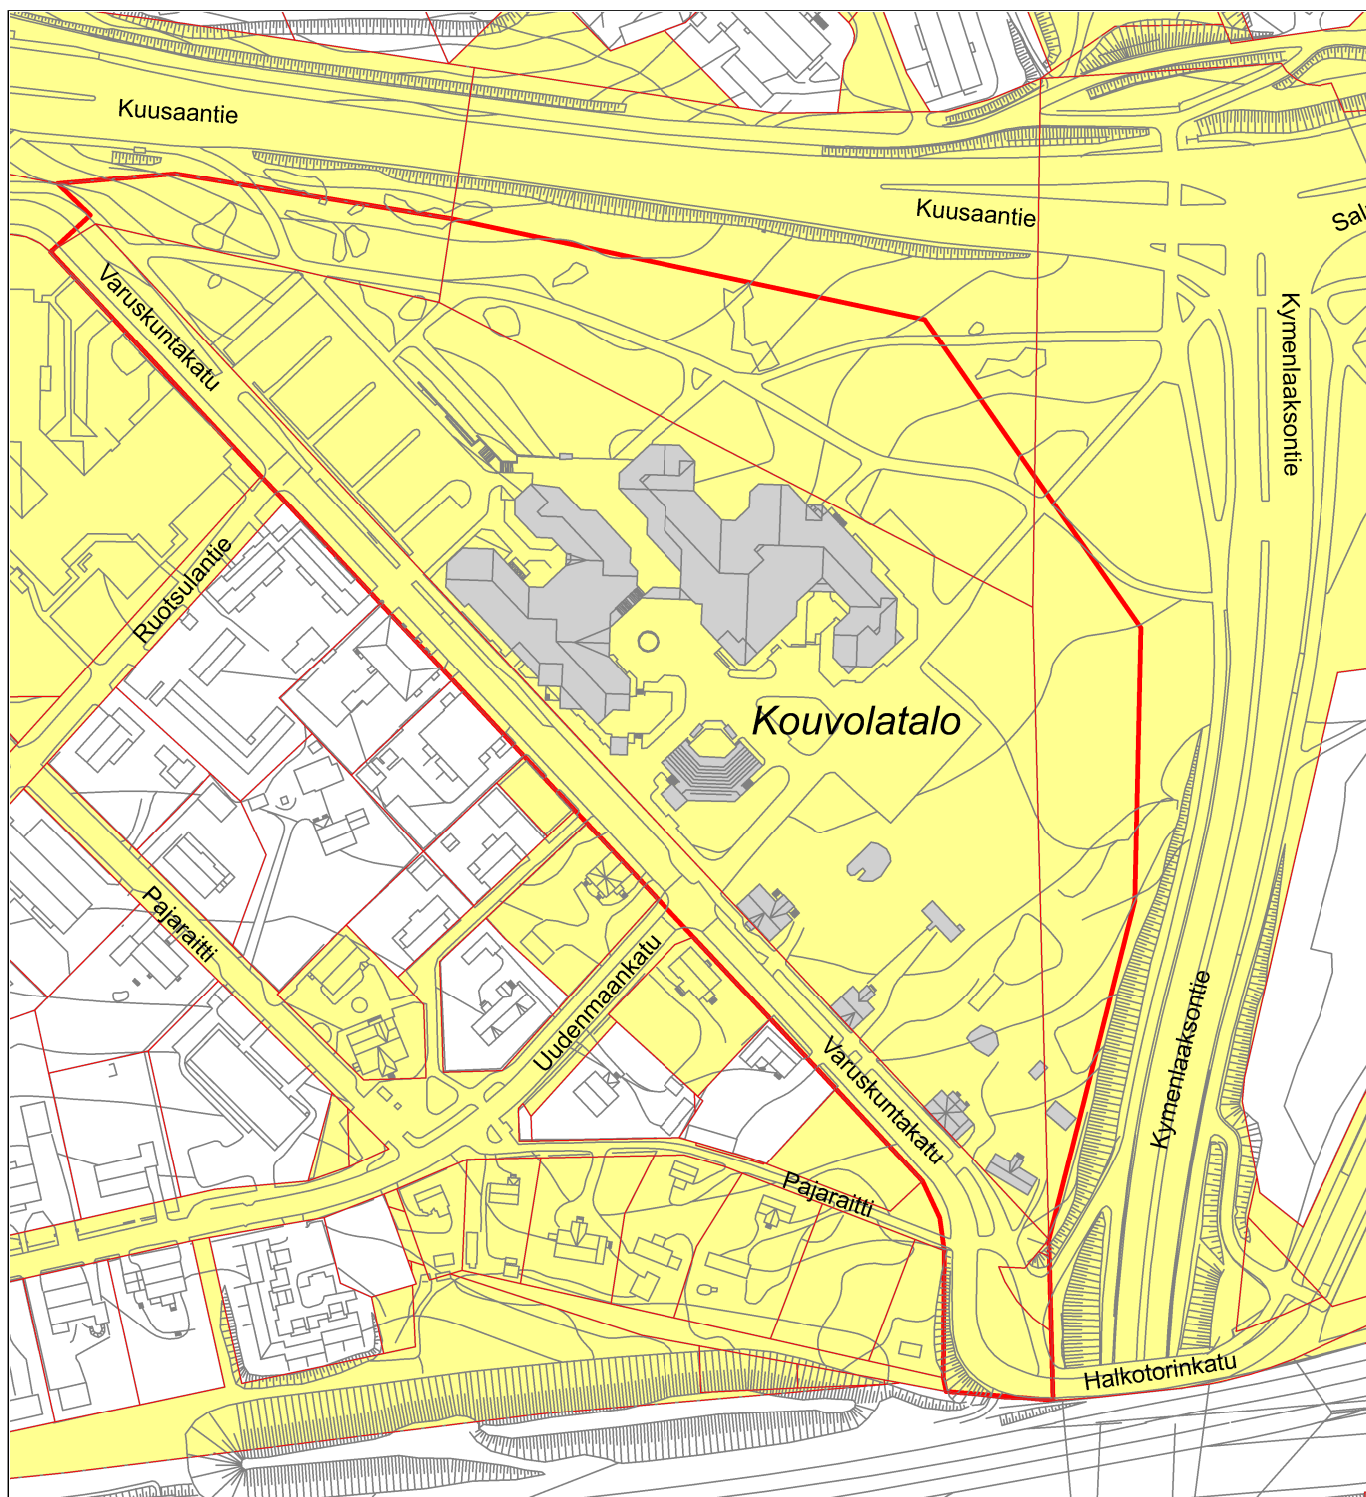 Kuusaantie
Kuusaantie
Varuskuntakatu
Kymenlaaksontie
Ruotsulantie
Kouvolatalo
Pajaraitti
Uudenmaankatu
Varuskuntakatu
Kymenlaaksontie
Pajaraitti
Halkotorinkatu